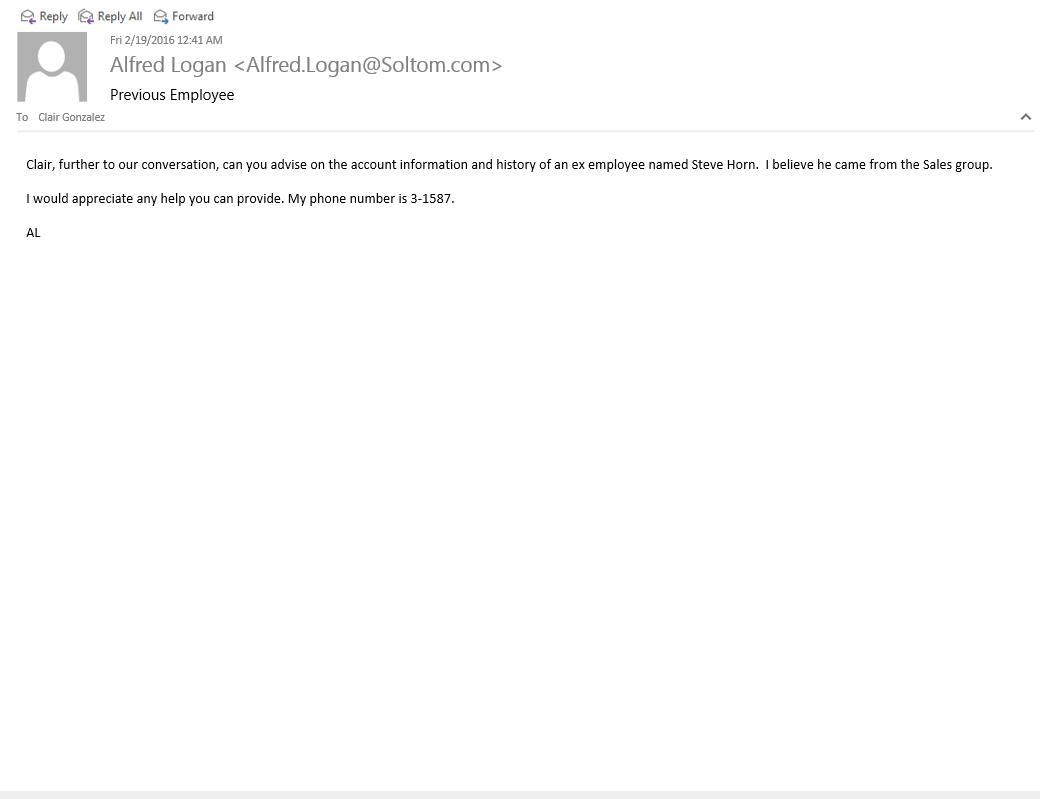 Reply Reply All Forward
Fri 2/19/2016 12:41 AM
Alfred Logan <Alfred.Logan@Soltom.com>
Previous Employee
To Clair Gonzalez
Clair, further to our conversation, can you advise on the account information and history of an ex employee named Steve Horn.  I believe he came from the Sales group.
I would appreciate any help you can provide. My phone number is 3-1587.
AL